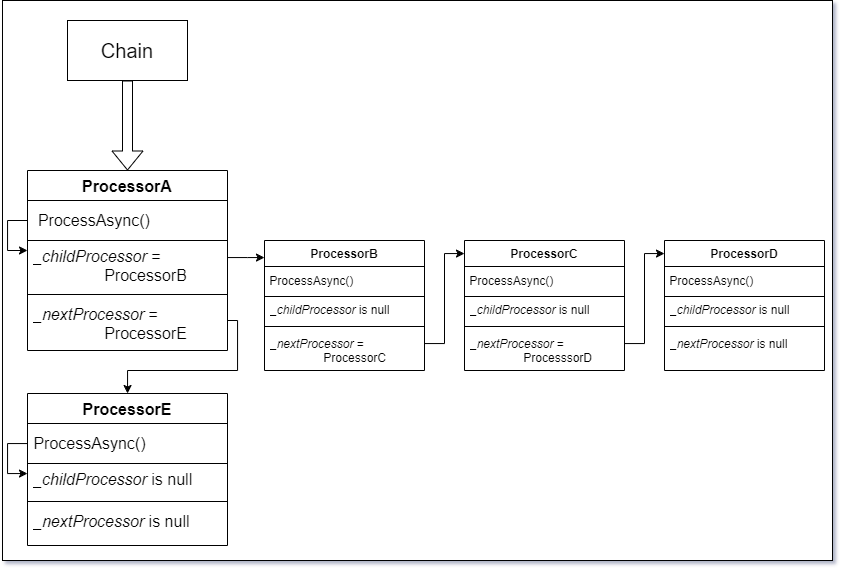 Chain
ProcessorA
ProcessAsync()
_childProcessor =
ProcessorB
_nextProcessor =
ProcessorE
ProcessorB
ProcessAsync()
_childProcessor is null
_nextProcessor =
ProcessorC
ProcessorC
ProcessAsync()
_childProcessor is null
_nextProcessor =
ProcesssorD
ProcessorD
ProcessAsync()
_childProcessor is null
_nextProcessor is null
ProcessorE
ProcessAsync()
_childProcessor is null
_nextProcessor is null